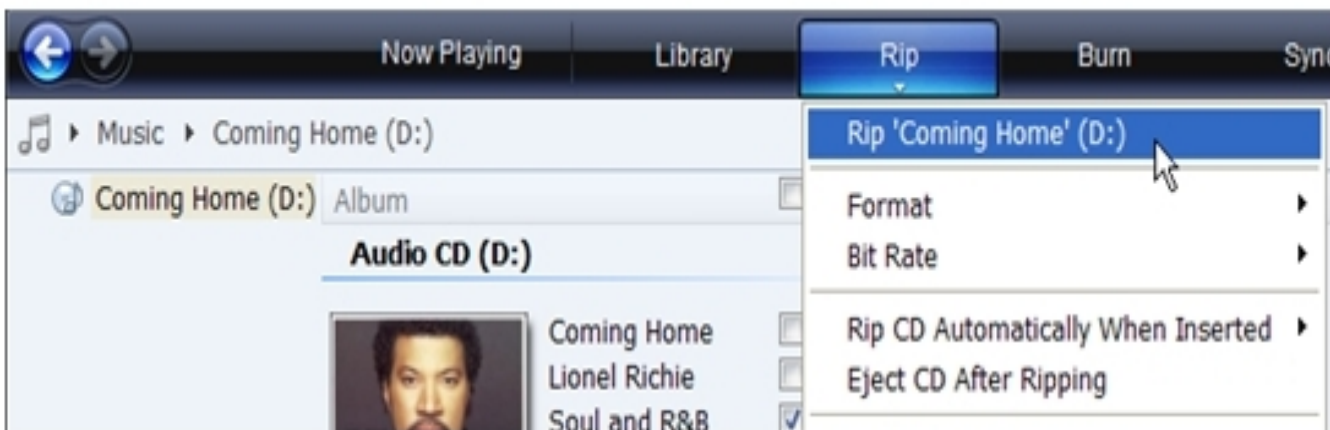 Now Playing Library Rip Burn Sync
Music Coming Home (D:)
Rip 'Coming Home' (D:)
Coming Home (D:) Album
Format
Audio CD (D:)
Bit Rate
Coming Home
Rip CD Automatically When Inserted
Lionel Richie
Eject CD After Ripping
Soul and R&B